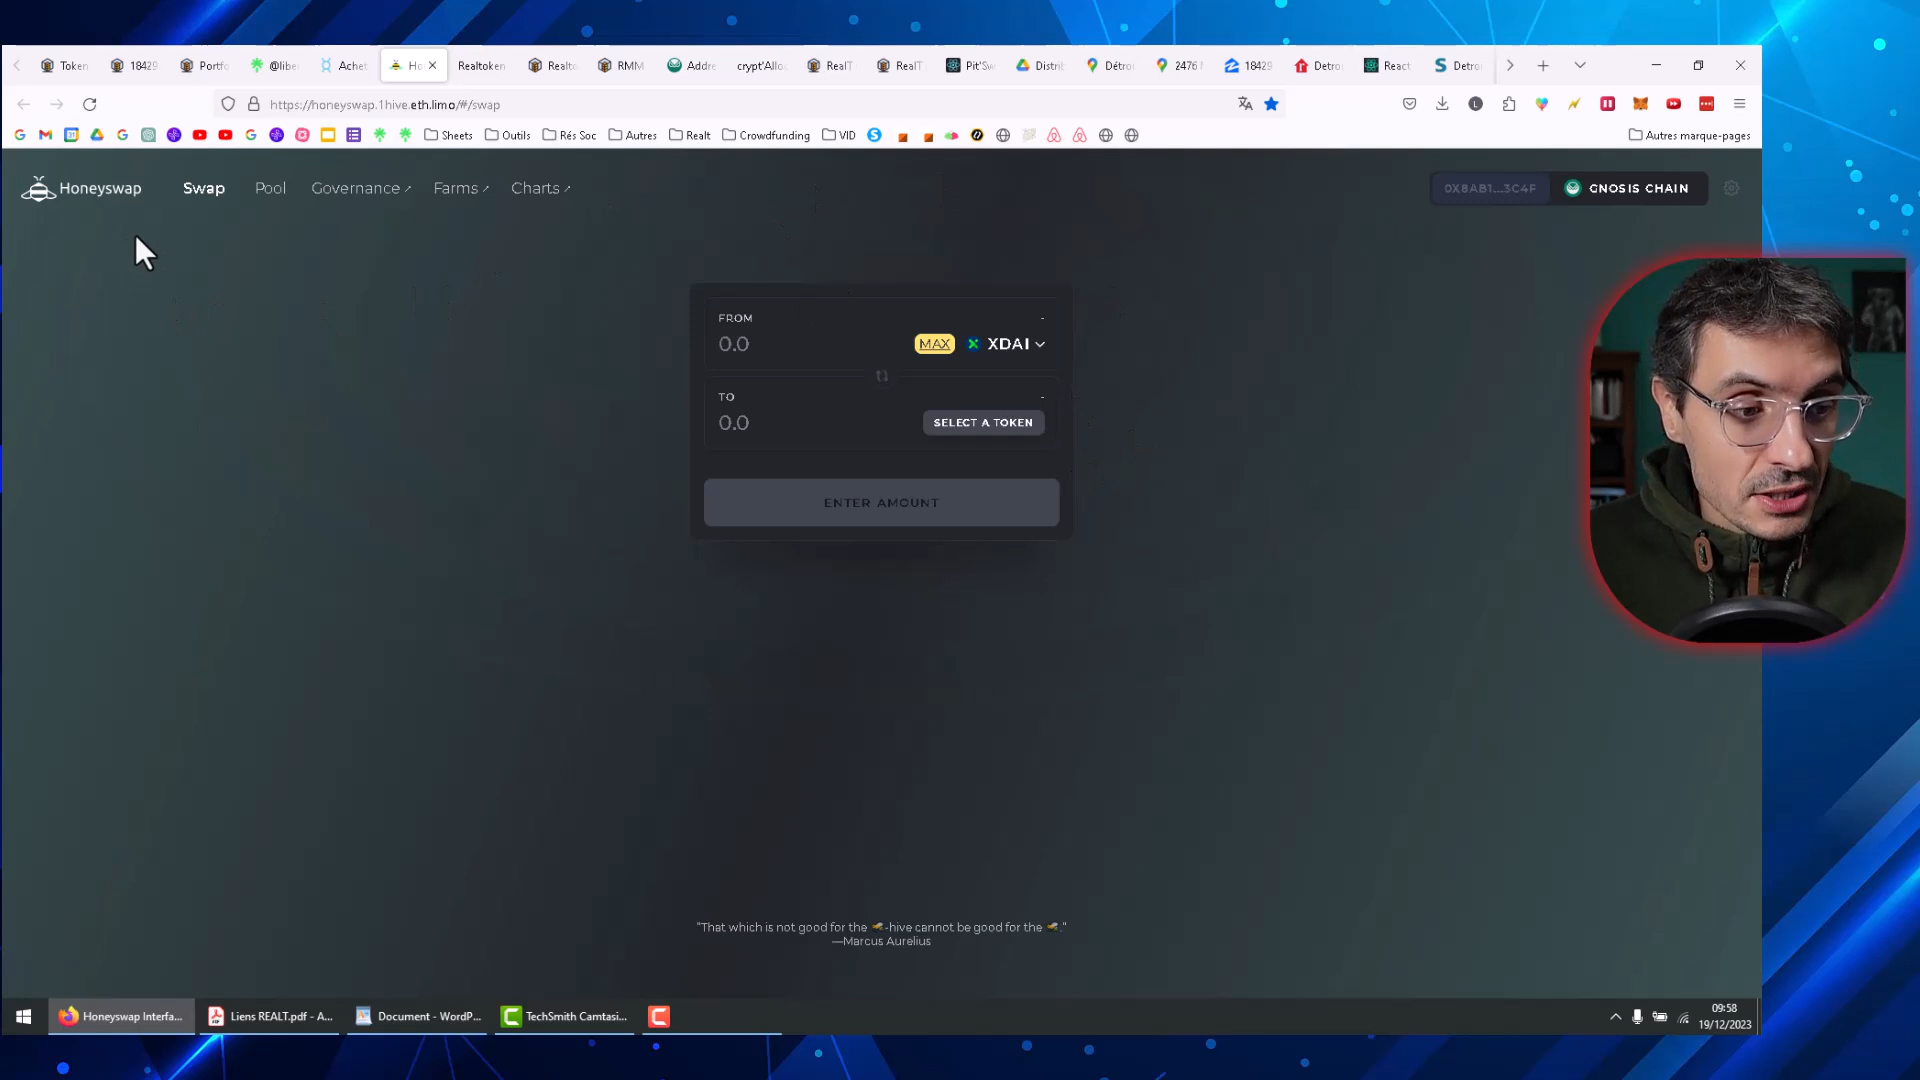 Token
18429
Portfo
@libe
Achet
Ho
Realtoken
Realto
RMM
Addre
crypt'Alloc
RealT
RealT
Pit'Sw
Distri
Détro
2476
18429
Detro
React
Detro
https://honeyswap.1hive.eth.limo/#/swap
Sheets
Outils
Rés Soc
Autres
Realt
Crowdfunding
VID
Autres marque-pages
Honeyswap
Swap
Pool
Governance
Farms
Charts
0X8AB1...3C4F
GNOSIS CHAIN
FROM
-
0.0
MAX
XDAI
TO
-
0.0
SELECT A TOKEN
ENTER AMOUNT
"That which is not good for the 🐝-hive cannot be good for the 🐝."
—Marcus Aurelius
Honeyswap Interfa...
Liens REALT.pdf - A...
Document - WordP...
TechSmith Camtasi...
09:58
19/12/2023